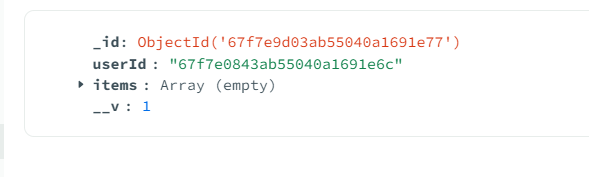 _id: ObjectId('67f7e9d03ab55040a1691e77')
userId : "67f7e0843ab55040a1691e6c"
items : Array (empty)
__v : 1